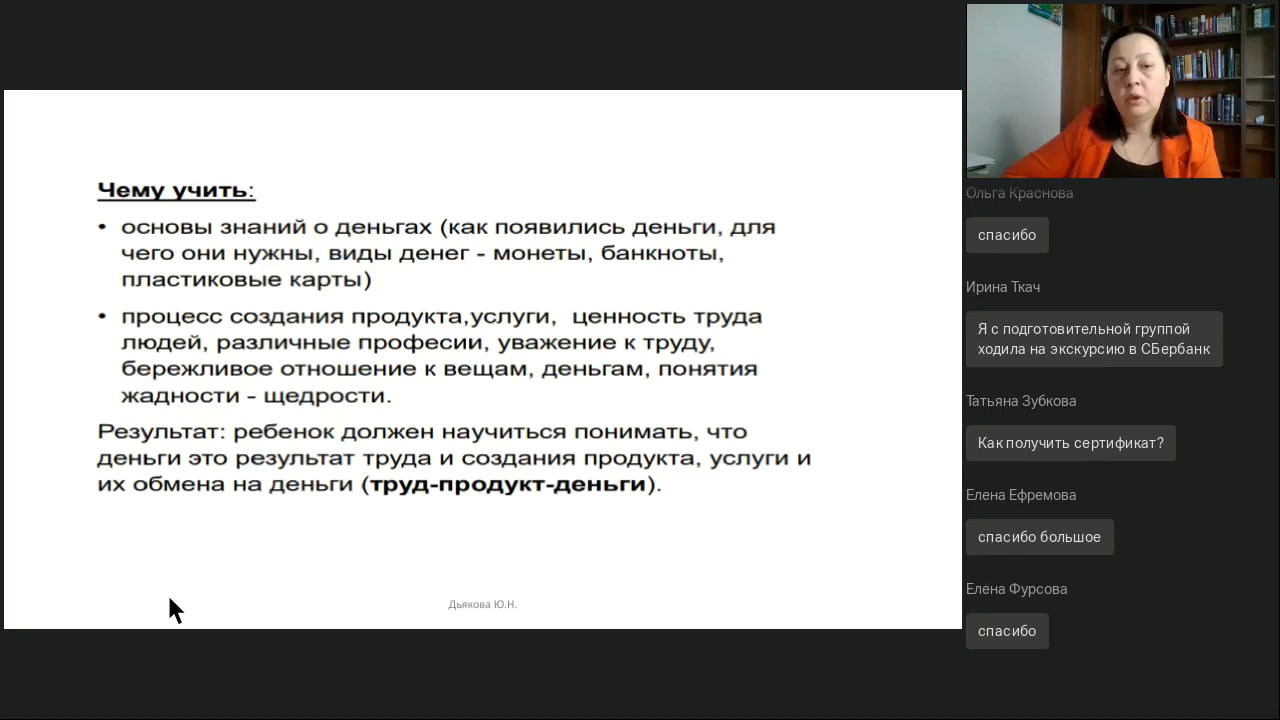 Чему учить:
• основы знаний о деньгах (как появились деньги, для
чего они нужны, виды денег - монеты, банкноты,
пластиковые карты)
• процесс создания продукта,услуги,  ценность труда
людей, различные професии, уважение к труду,
бережливое отношение к вещам, деньгам, понятия
жадности - щедрости.
Результат: ребенок должен научиться понимать, что
деньги это результат труда и создания продукта, услуги и
их обмена на деньги (труд-продукт-деньги).
Дьякова Ю.Н.
Ольга Краснова
спасибо
Ирина Ткач
Я с подготовительной группой
ходила на экскурсию в СБербанк
Татьяна Зубкова
Как получить сертификат?
Елена Ефремова
спасибо большое
Елена Фурсова
спасибо